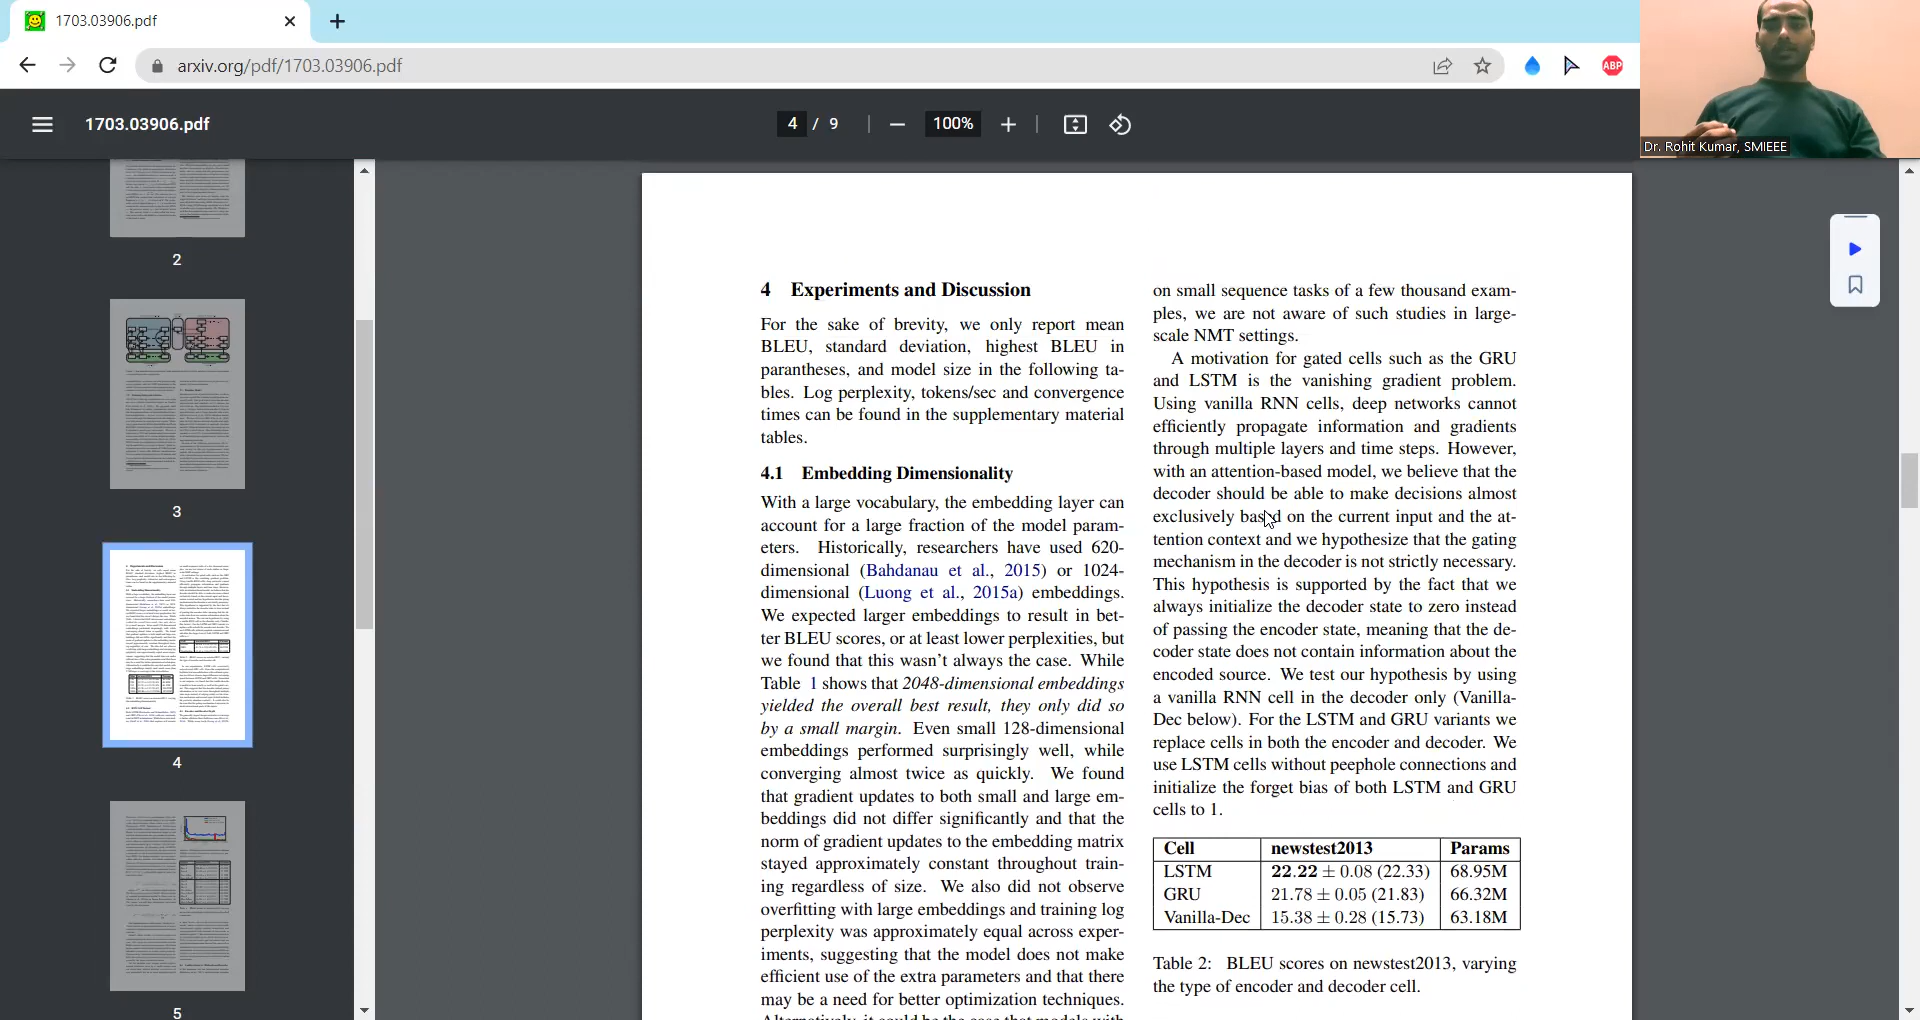 1703.03906.pdf
arxiv.org/pdf/1703.03906.pdf
ABP
1703.03906.pdf
4 / 9
100%
Dr. Rohit Kumar, SMIEEE
2
3
4
5
4 Experiments and Discussion
For the sake of brevity, we only report mean
BLEU, standard deviation, highest BLEU in
parantheses, and model size in the following ta-
bles. Log perplexity, tokens/sec and convergence
times can be found in the supplementary material
tables.
4.1 Embedding Dimensionality
With a large vocabulary, the embedding layer can
account for a large fraction of the model param-
eters. Historically, researchers have used 620-
dimensional (Bahdanau et al., 2015) or 1024-
dimensional (Luong et al., 2015a) embeddings.
We expected larger embeddings to result in bet-
ter BLEU scores, or at least lower perplexities, but
we found that this wasn't always the case. While
Table 1 shows that 2048-dimensional embeddings
yielded the overall best result, they only did so
by a small margin. Even small 128-dimensional
embeddings performed surprisingly well, while
converging almost twice as quickly. We found
that gradient updates to both small and large em-
beddings did not differ significantly and that the
norm of gradient updates to the embedding matrix
stayed approximately constant throughout train-
ing regardless of size. We also did not observe
overfitting with large embeddings and training log
perplexity was approximately equal across exper-
iments, suggesting that the model does not make
efficient use of the extra parameters and that there
may be a need for better optimization techniques.
Alternatively, it could be the case that models with
on small sequence tasks of a few thousand exam-
ples, we are not aware of such studies in large-
scale NMT settings.
A motivation for gated cells such as the GRU
and LSTM is the vanishing gradient problem.
Using vanilla RNN cells, deep networks cannot
efficiently propagate information and gradients
through multiple layers and time steps. However,
with an attention-based model, we believe that the
decoder should be able to make decisions almost
exclusively based on the current input and the at-
tention context and we hypothesize that the gating
mechanism in the decoder is not strictly necessary.
This hypothesis is supported by the fact that we
always initialize the decoder state to zero instead
of passing the encoder state, meaning that the de-
coder state does not contain information about the
encoded source. We test our hypothesis by using
a vanilla RNN cell in the decoder only (Vanilla-
Dec below). For the LSTM and GRU variants we
replace cells in both the encoder and decoder. We
use LSTM cells without peephole connections and
initialize the forget bias of both LSTM and GRU
cells to 1.
Cell newstest2013 Params
LSTM 22.22 ± 0.08 (22.33) 68.95M
GRU 21.78 ± 0.05 (21.83) 66.32M
Vanilla-Dec 15.38 ± 0.28 (15.73) 63.18M
Table 2: BLEU scores on newstest2013, varying
the type of encoder and decoder cell.